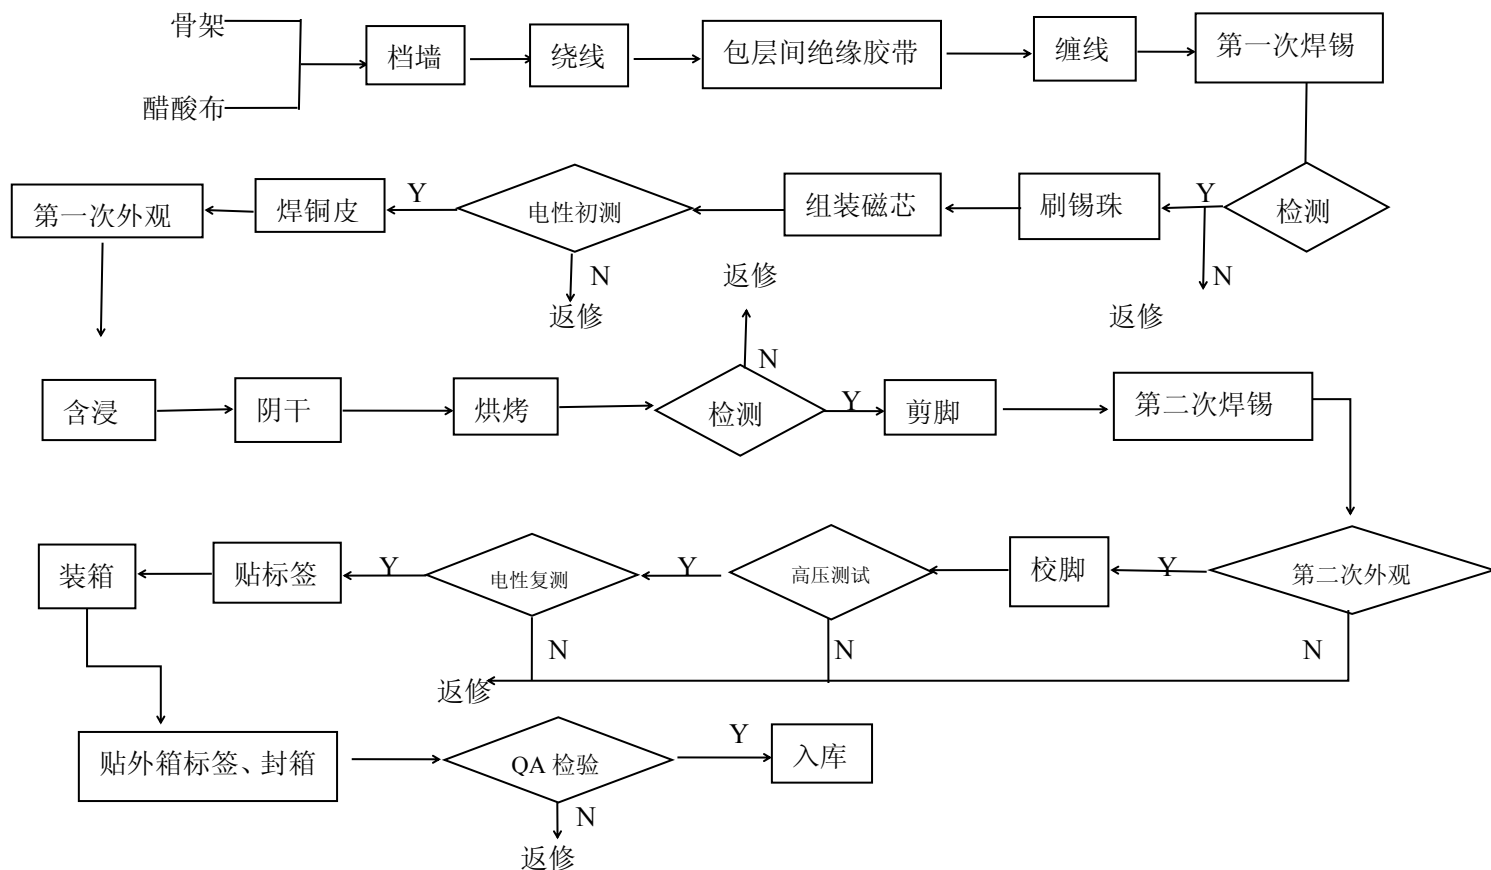 骨架
醋酸布
档墙
绕线
包层间绝缘胶带
缠线
第一次焊锡
第一次外观
焊铜皮
Y
电性初测
组装磁芯
刷锡珠
Y
检测
N
返修
返修
N
返修
N
含浸
阴干
烘烤
检测
Y
剪脚
第二次焊锡
装箱
贴标签
Y
电性复测
Y
高压测试
校脚
Y
第二次外观
N
N
N
返修
贴外箱标签、封箱
QA 检验
Y
入库
N
返修